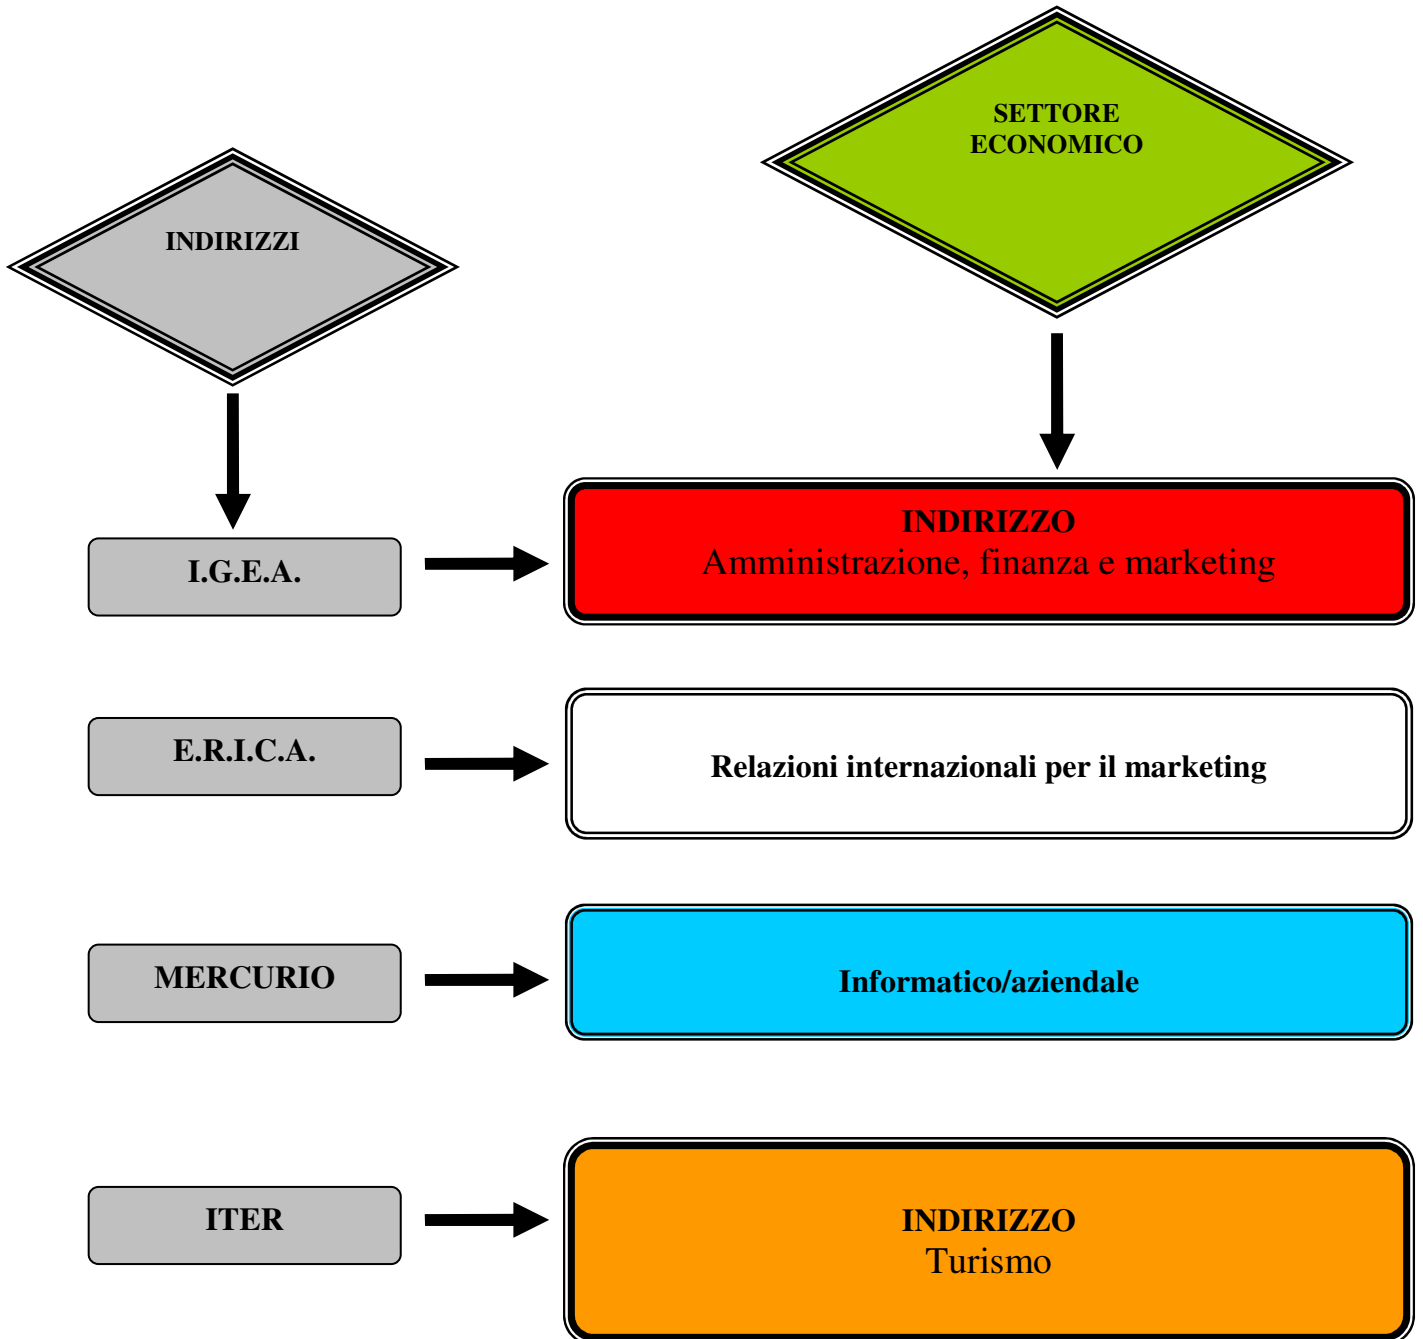 SETTORE
ECONOMICO
INDIRIZZI
I.G.E.A.
INDIRIZZO
Amministrazione, finanza e marketing
E.R.I.C.A.
Relazioni internazionali per il marketing
MERCURIO
Informatico/aziendale
ITER
INDIRIZZO
Turismo